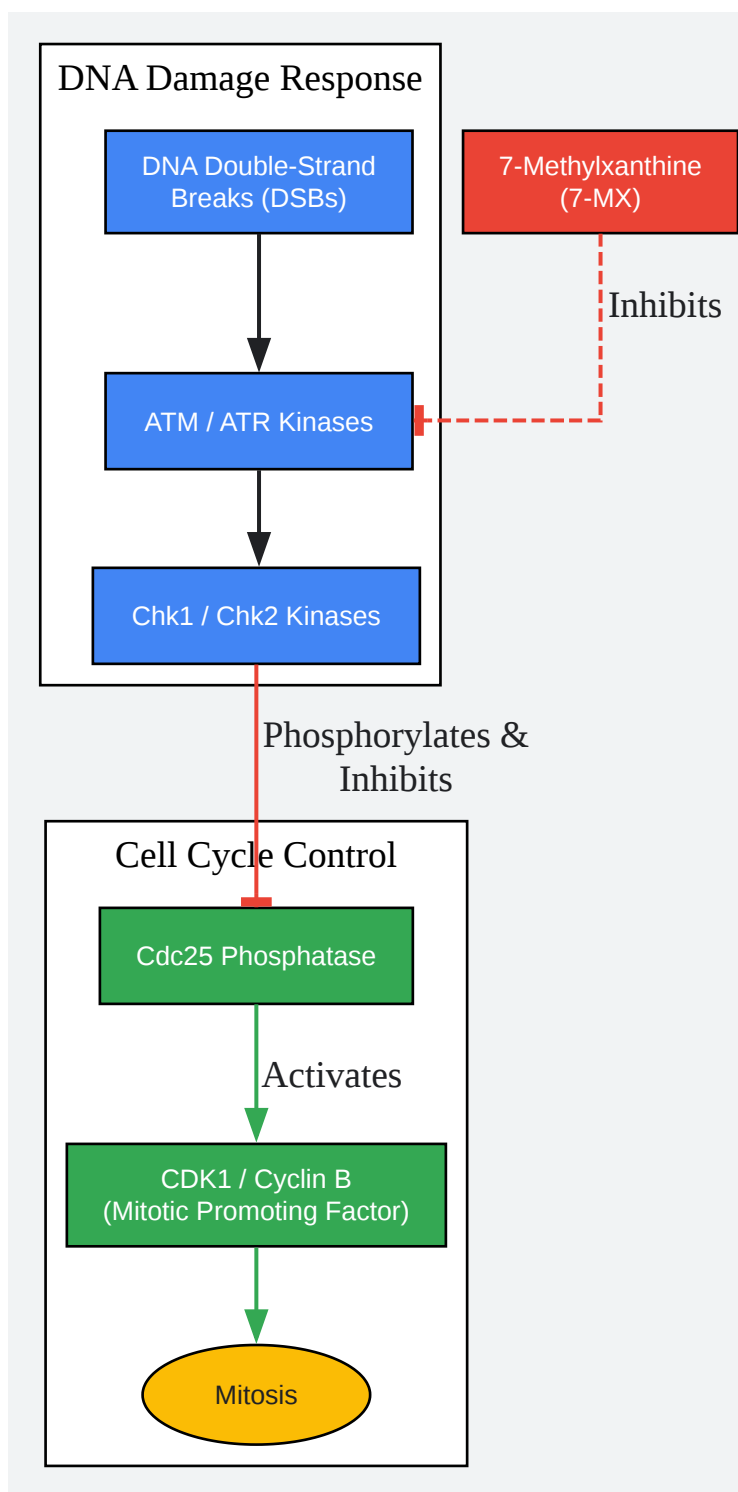 DNA Damage Response
DNA Double-Strand
Breaks (DSBs)
7-Methylxanthine
(7-MX)
Inhibits
ATM / ATR Kinases
Chk1 / Chk2 Kinases
Phosphorylates &
Inhibits
Cell Cycle Control
Cdc25 Phosphatase
Activates
CDK1 / Cyclin B
(Mitotic Promoting Factor)
Mitosis